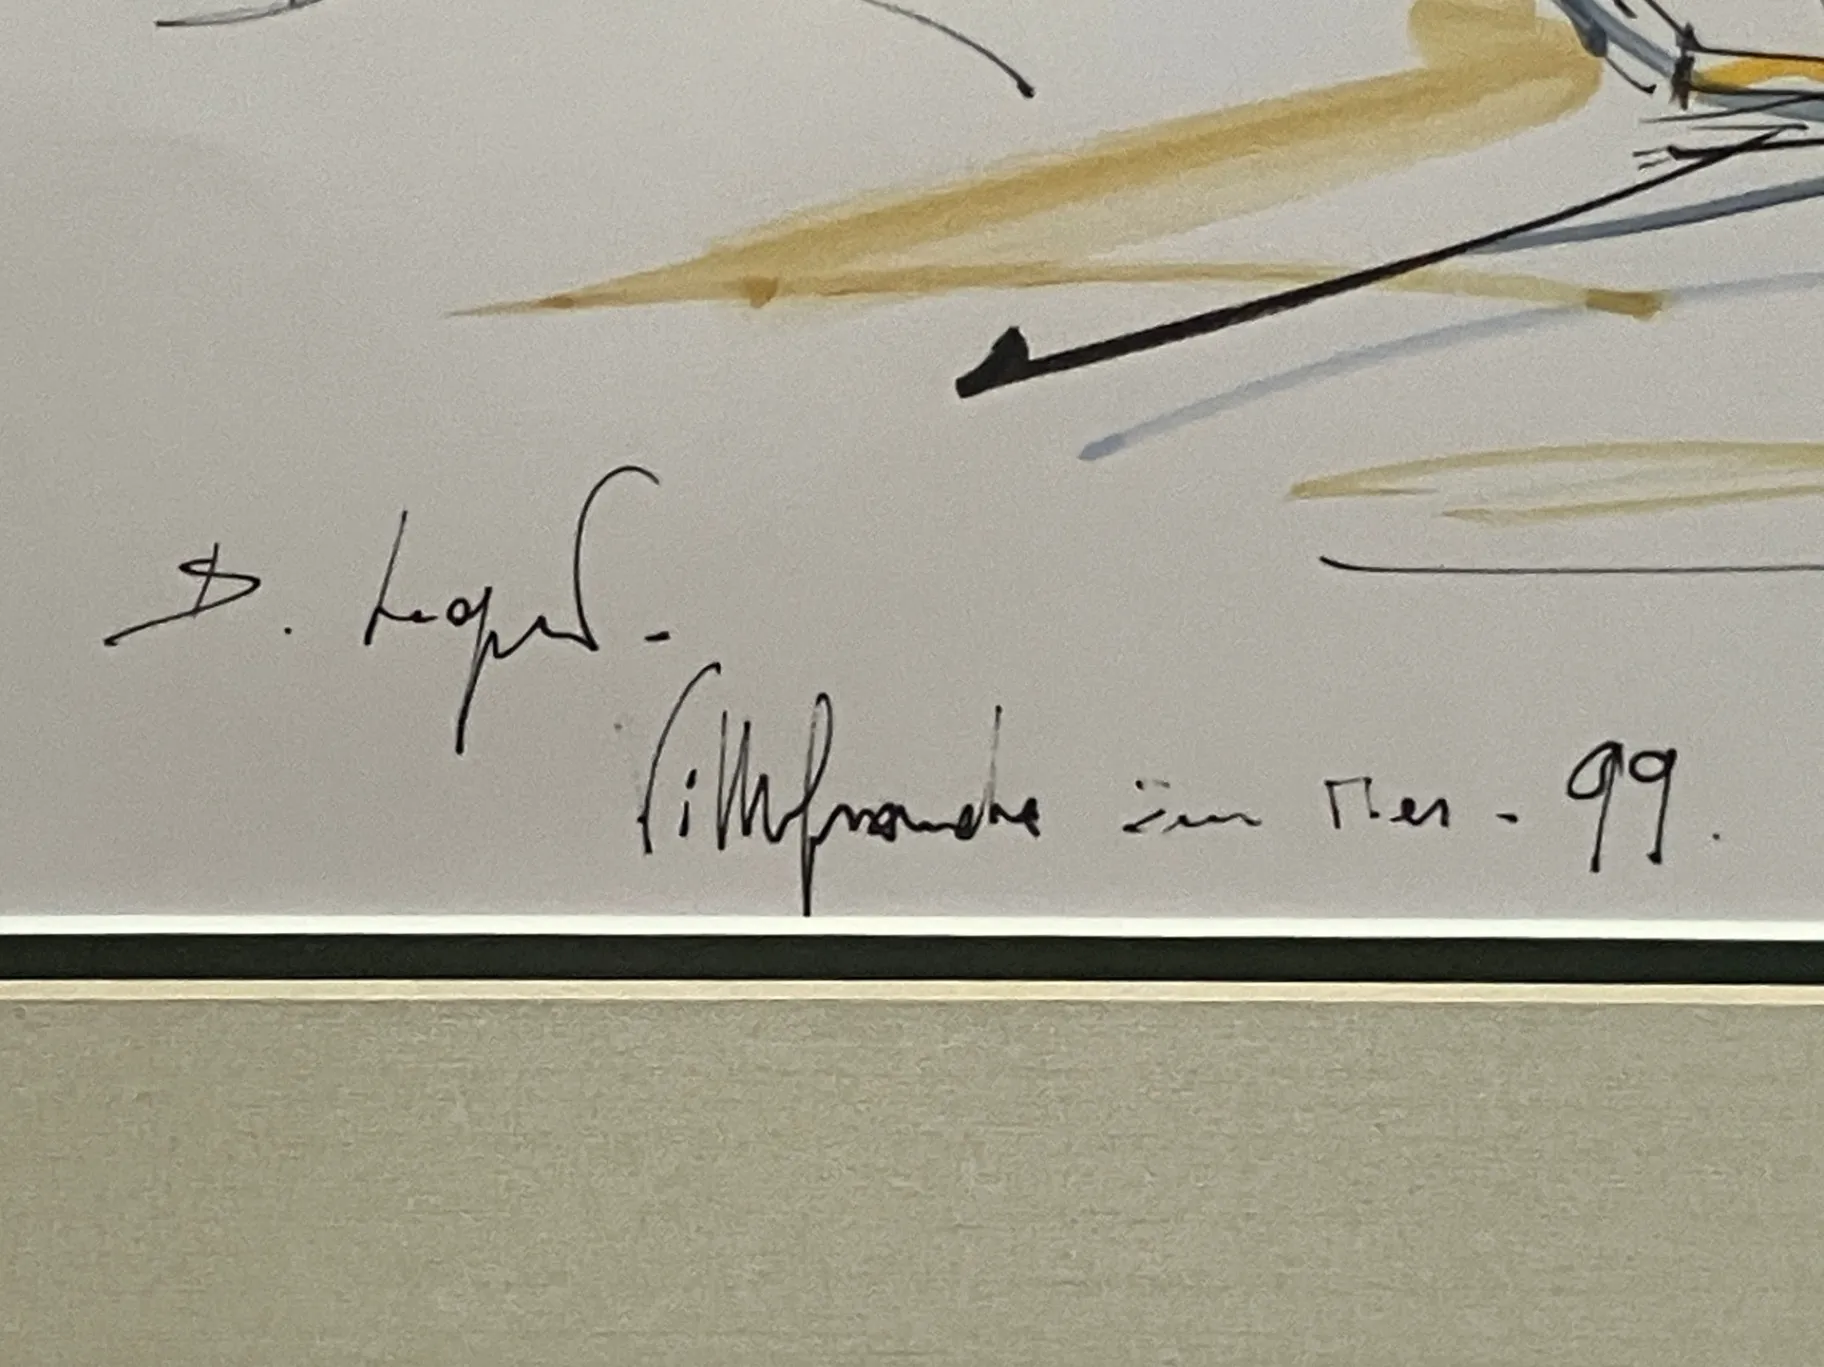 D.
Villefranche sur Mer - 99.